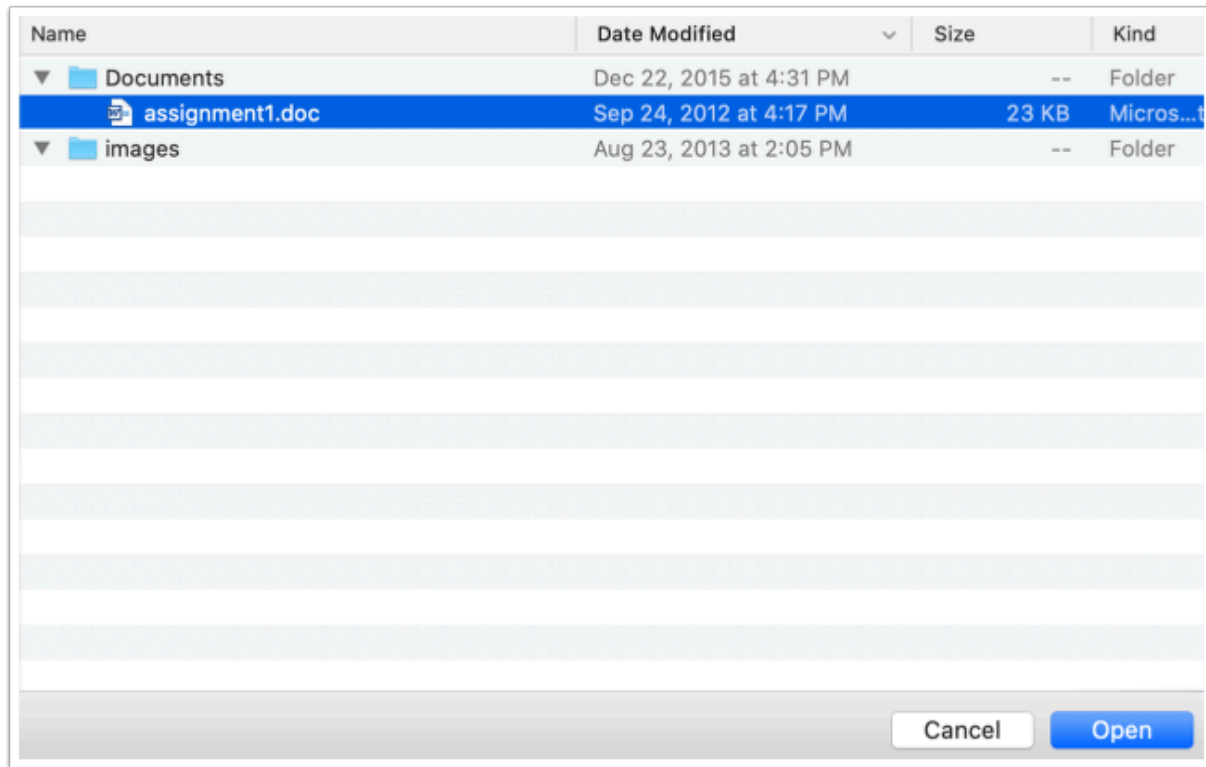 Name Date Modified Size Kind
Documents Dec 22, 2015 at 4:31 PM -- Folder
assignment1.doc Sep 24, 2012 at 4:17 PM 23 KB Micros...t
images Aug 23, 2013 at 2:05 PM -- Folder
Cancel Open